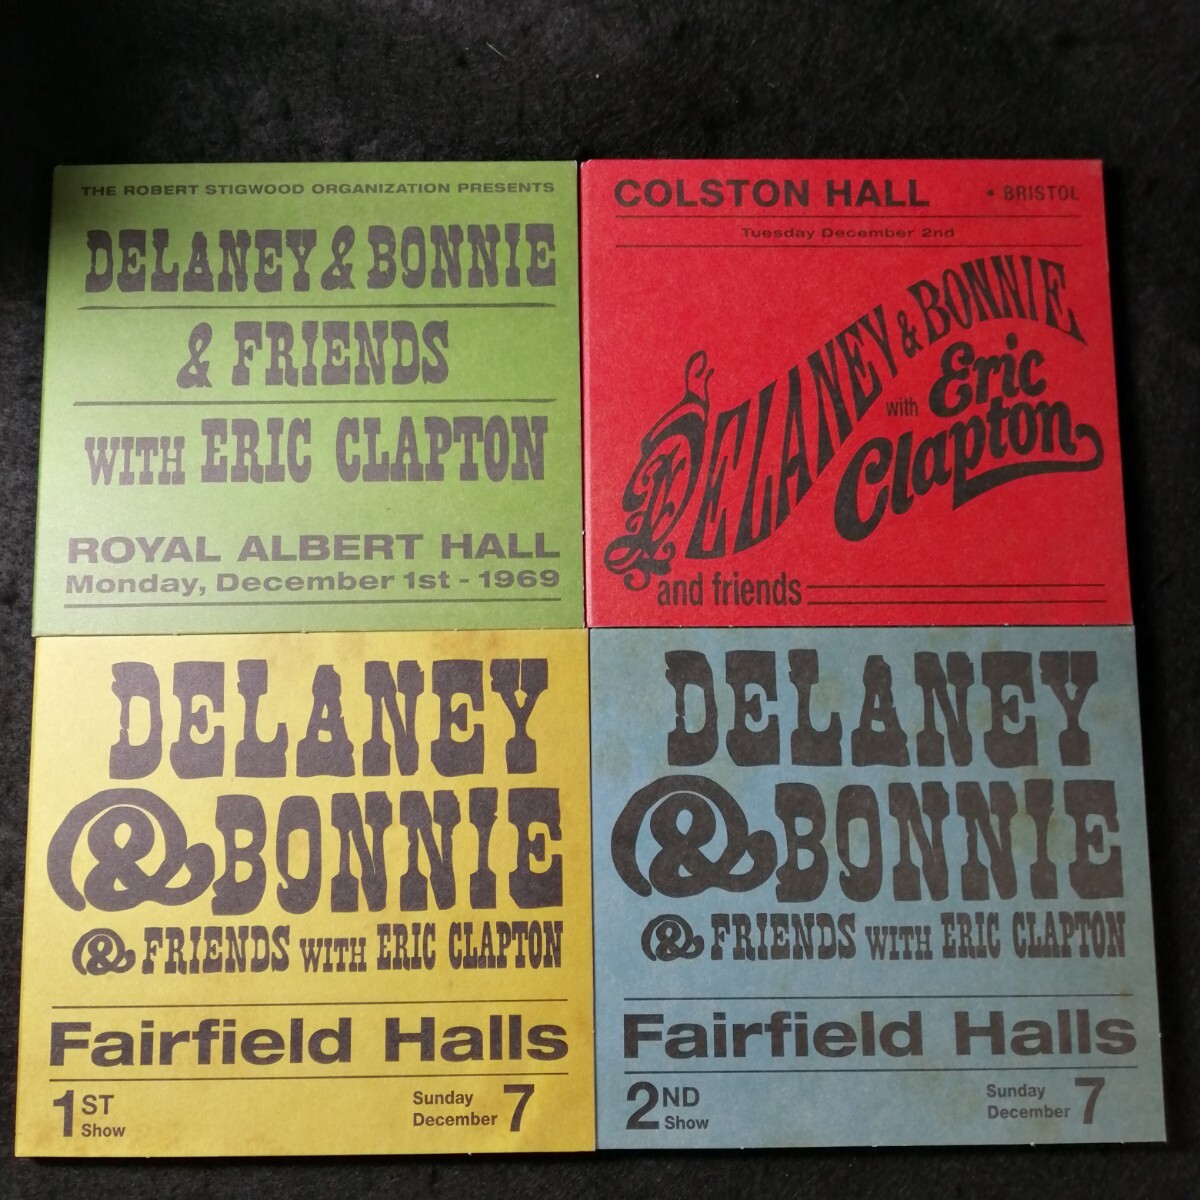 THE ROBERT STIGWOOD ORGANIZATION PRESENTS
DELANEY & BONNIE
& FRIENDS
WITH ERIC CLAPTON
ROYAL ALBERT HALL
Monday, December 1st - 1969
COLSTON HALL • BRISTOL
Tuesday December 2nd
DELANEY & BONNIE
with Eric
Clapton
and friends
DELANEY
& BONNIE
& FRIENDS WITH ERIC CLAPTON
Fairfield Halls
1ST Show
Sunday December 7
DELANEY
& BONNIE
& FRIENDS WITH ERIC CLAPTON
Fairfield Halls
2ND Show
Sunday December 7